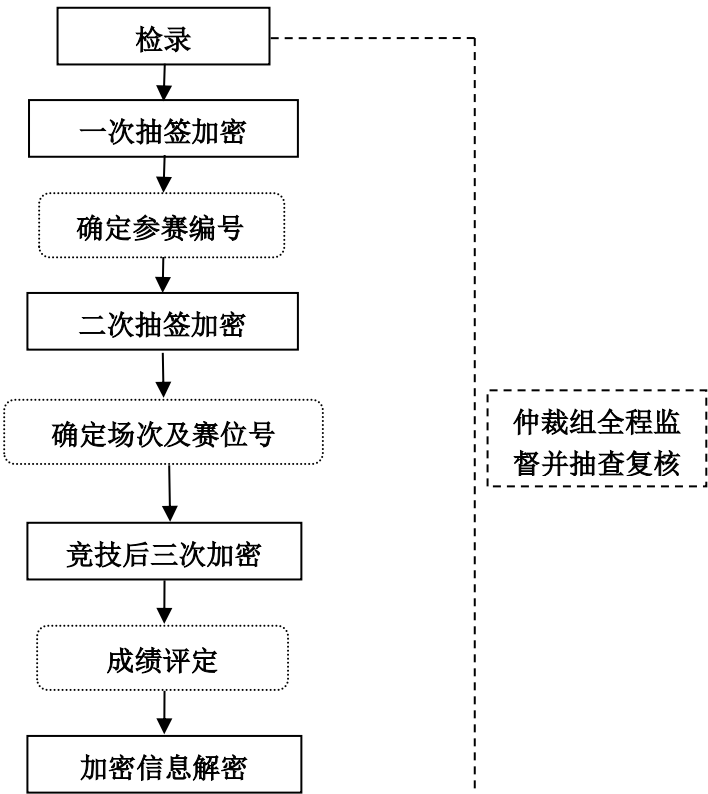 检录
一次抽签加密
确定参赛编号
二次抽签加密
确定场次及赛位号
仲裁组全程监
督并抽查复核
竞技后三次加密
成绩评定
加密信息解密